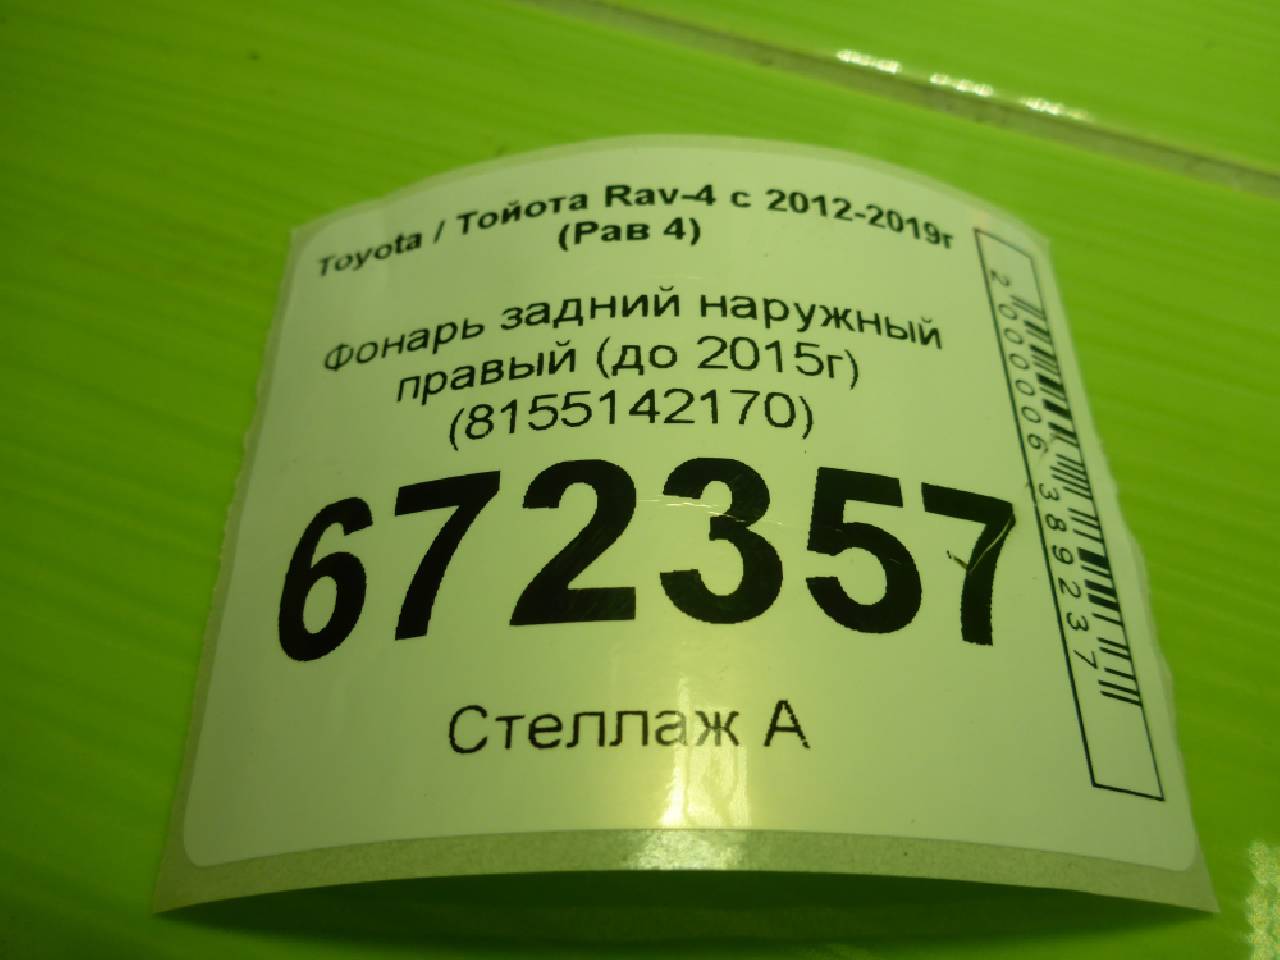 Toyota / Тойота Rav-4 с 2012-2019г
(Рав 4)
Фонарь задний наружный
правый (до 2015г)
(8155142170)
672357
Стеллаж А
2000006389237